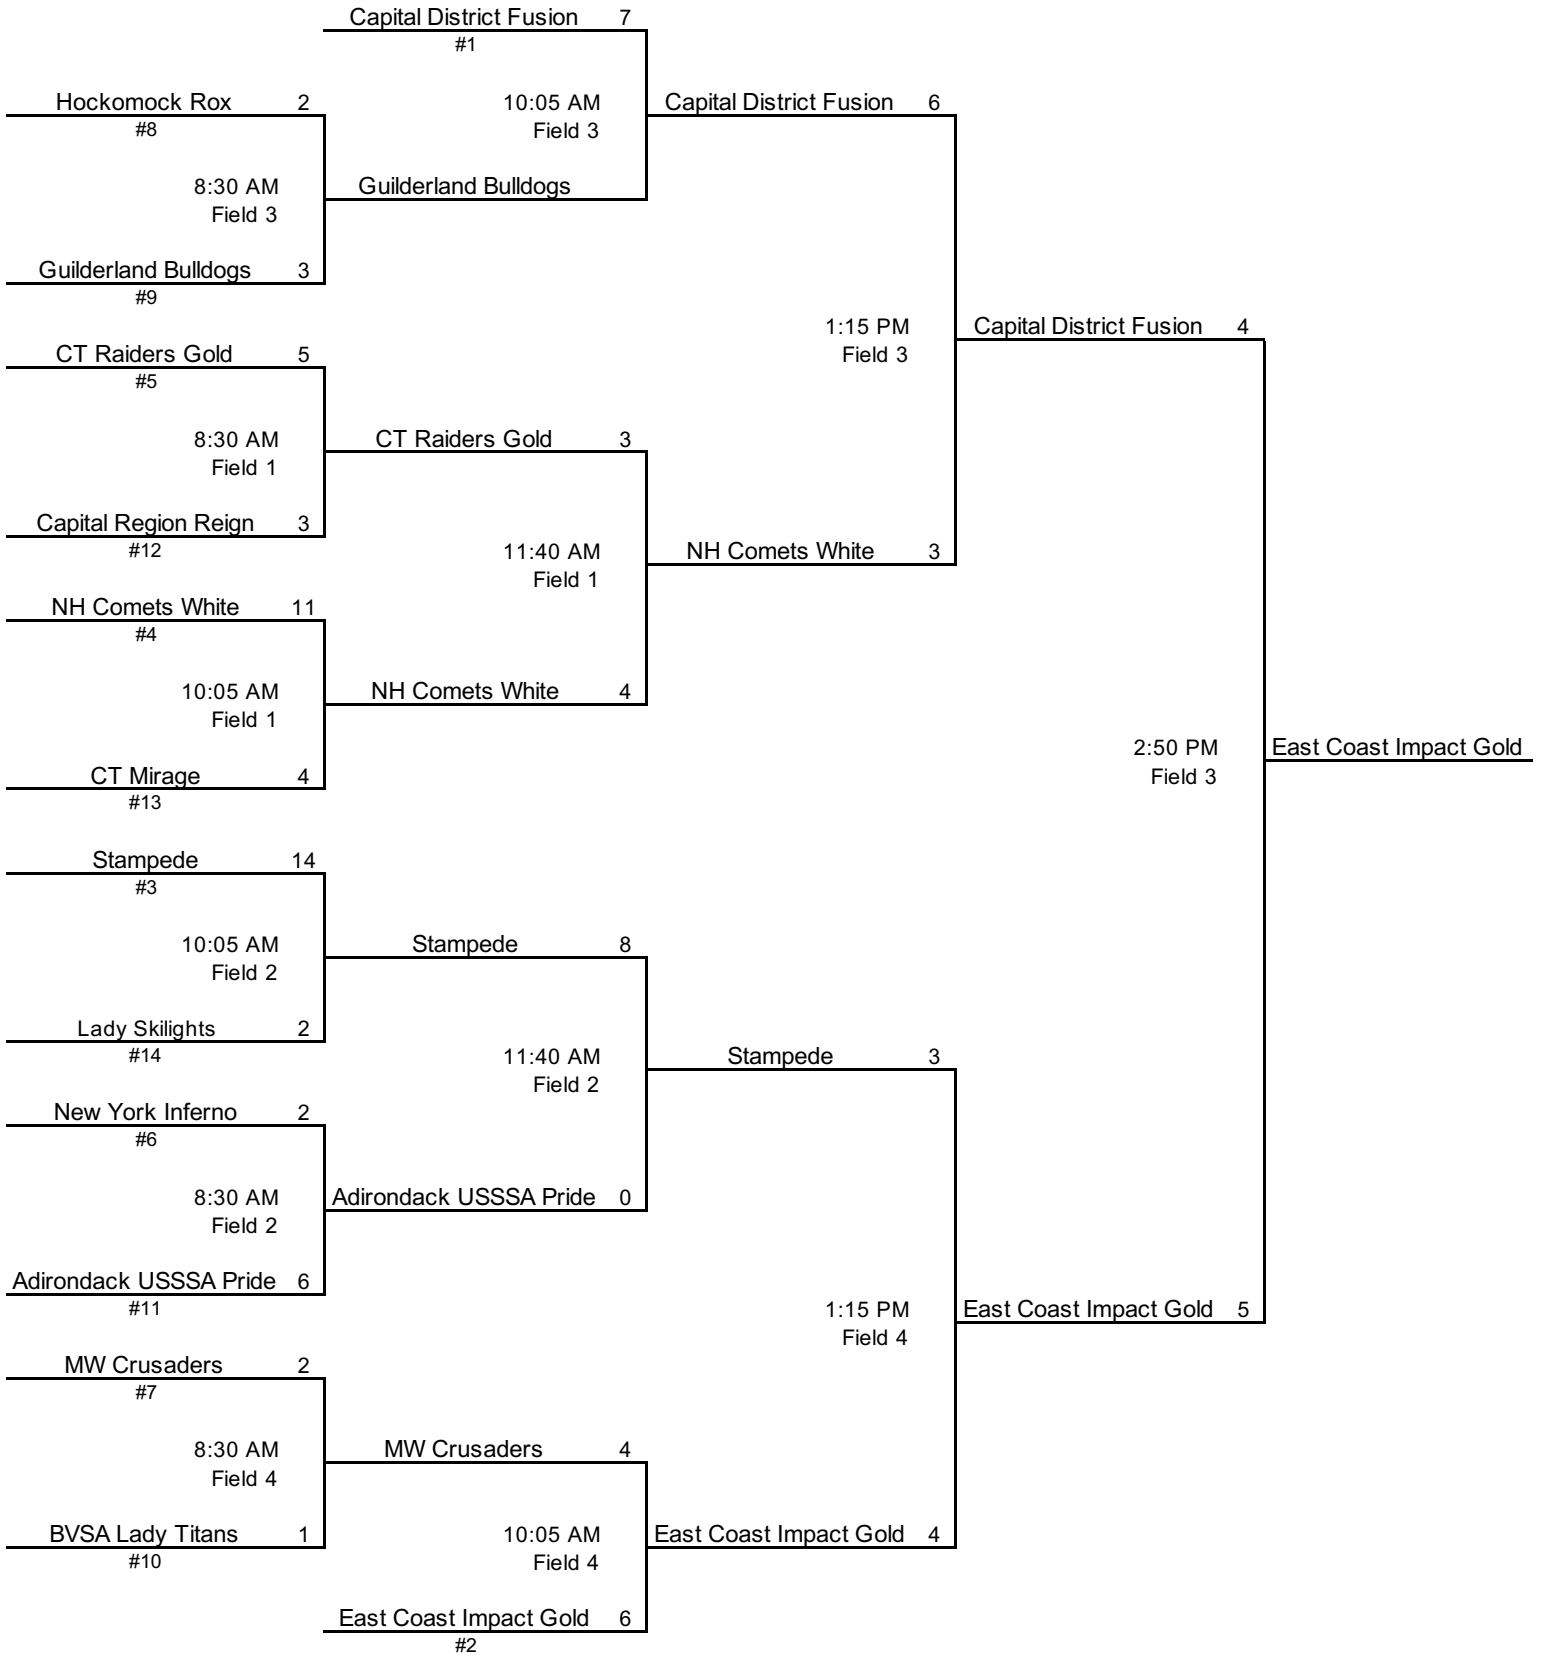 Capital District Fusion 7
#1
Hockomock Rox 2
#8
10:05 AM
Field 3
Capital District Fusion 6
8:30 AM
Field 3
Guilderland Bulldogs
Guilderland Bulldogs 3
#9
1:15 PM
Field 3
Capital District Fusion 4
CT Raiders Gold 5
#5
8:30 AM
Field 1
CT Raiders Gold 3
Capital Region Reign 3
#12
11:40 AM
Field 1
NH Comets White 3
NH Comets White 11
#4
10:05 AM
Field 1
NH Comets White 4
CT Mirage 4
#13
2:50 PM
Field 3
East Coast Impact Gold
Stampede 14
#3
10:05 AM
Field 2
Stampede 8
Lady Skilights 2
#14
11:40 AM
Field 2
Stampede 3
New York Inferno 2
#6
8:30 AM
Field 2
Adirondack USSSA Pride 0
Adirondack USSSA Pride 6
#11
1:15 PM
Field 4
East Coast Impact Gold 5
MW Crusaders 2
#7
8:30 AM
Field 4
MW Crusaders 4
BVSA Lady Titans 1
#10
10:05 AM
Field 4
East Coast Impact Gold 4
East Coast Impact Gold 6
#2